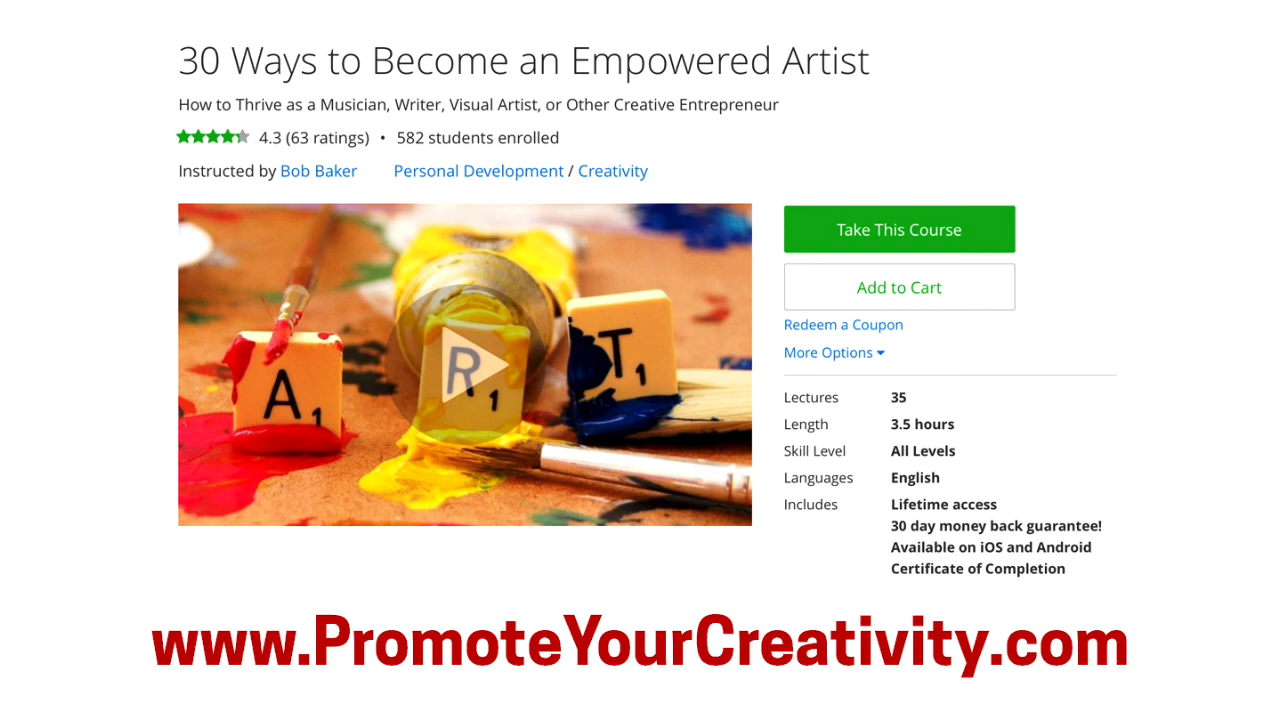 30 Ways to Become an Empowered Artist
How to Thrive as a Musician, Writer, Visual Artist, or Other Creative Entrepreneur
4.3 (63 ratings) • 582 students enrolled
Instructed by Bob Baker Personal Development / Creativity
A1 R1 T1
Take This Course
Add to Cart
Redeem a Coupon
More Options
Lectures 35
Length 3.5 hours
Skill Level All Levels
Languages English
Includes Lifetime access
30 day money back guarantee!
Available on iOS and Android
Certificate of Completion
www.PromoteYourCreativity.com